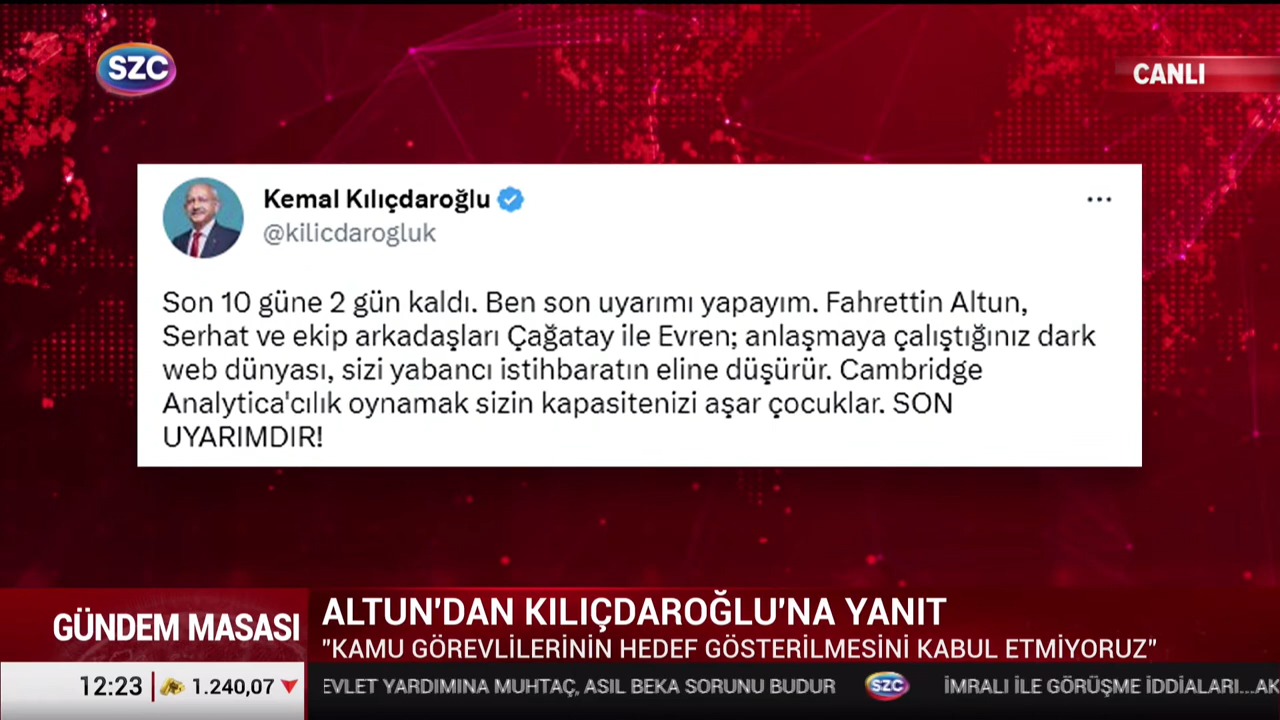 SZC
CANLI
Kemal Kılıçdaroğlu
@kilicdarogluk
Son 10 güne 2 gün kaldı. Ben son uyarımı yapayım. Fahrettin Altun,
Serhat ve ekip arkadaşları Çağatay ile Evren; anlaşmaya çalıştığınız dark
web dünyası, sizi yabancı istihbaratın eline düşürür. Cambridge
Analytica'cılık oynamak sizin kapasitenizi aşar çocuklar. SON
UYARIMDIR!
GÜNDEM MASASI
ALTUN'DAN KILIÇDAROĞLU'NA YANIT
"KAMU GÖREVLİLERİNİN HEDEF GÖSTERİLMESİNİ KABUL ETMİYORUZ"
12:23 1.240,07
EVLET YARDIMINA MUHTAÇ, ASIL BEKA SORUNU BUDUR SZC İMRALI İLE GÖRÜŞME İDDİALARI...AK